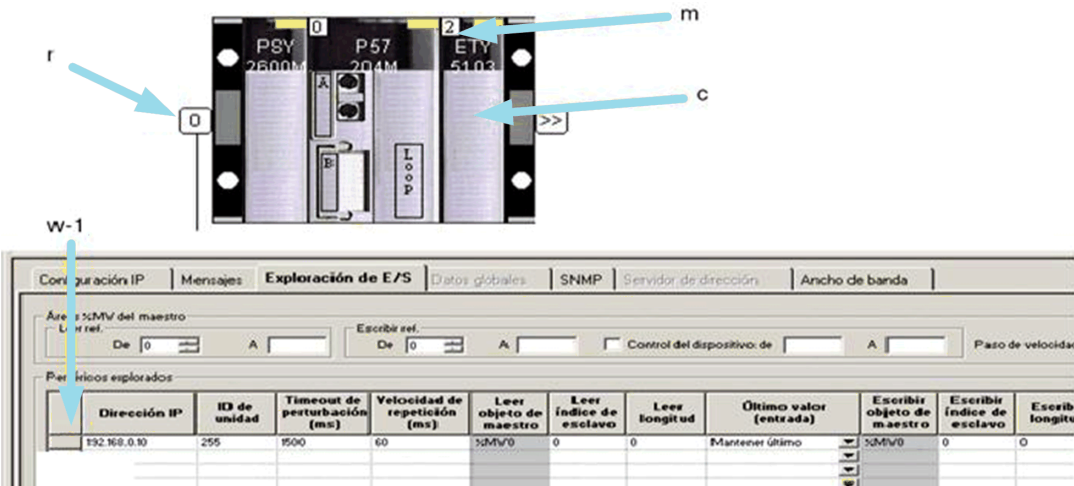 m
0 2
PSY P57 ETY
2600M 204M 5103
r
A
c
0
>>
B
Loop
w-1
Configuración IP Mensajes Exploración de E/S Datos globales SNMP Servidor de dirección Ancho de banda
Áreas %MW del maestro
Leer ref. Escribir ref.
De 0 A De 0 A Control del dispositivo: de A Paso de velocidad
Periféricos explorados
Dirección IP ID de unidad Timeout de perturbación (ms) Velocidad de repetición (ms) Leer objeto de maestro Leer índice de esclavo Leer longitud Último valor (entrada) Escribir objeto de maestro Escribir índice de esclavo Escrib longitu
192.168.0.10 255 1500 60 %MW0 0 0 Mantener último %MW0 0 0